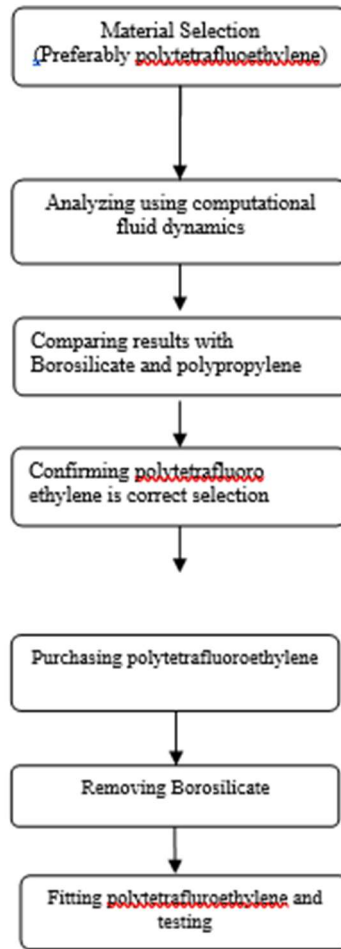 Material Selection
(Preferably polytetrafluoethylene)
Analyzing using computational
fluid dynamics
Comparing results with
Borosilicate and polypropylene
Confirming polytetrafluoro
ethylene is correct selection
Purchasing polytetrafluoroethylene
Removing Borosilicate
Fitting polytetrafluroethylene and
testing